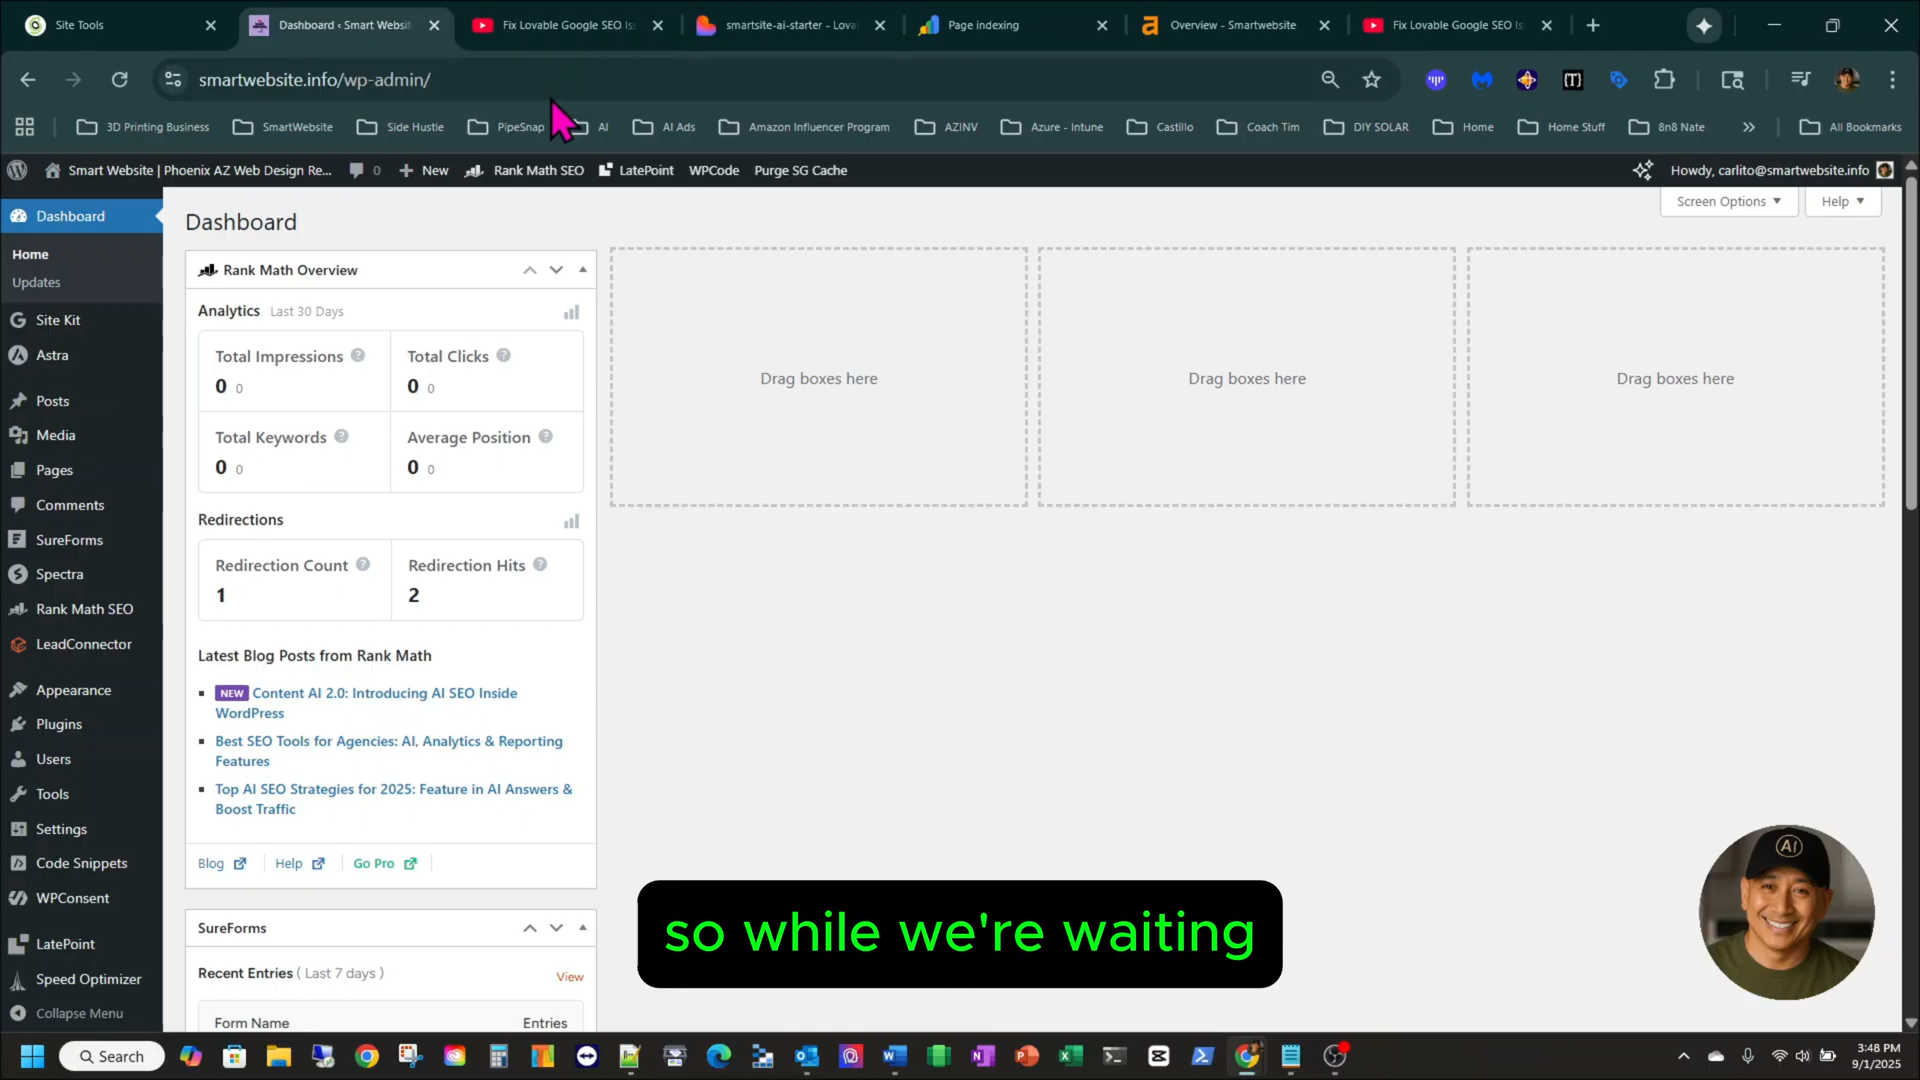 Site Tools
Dashboard ‹ Smart Websit
Fix Lovable Google SEO Is
smartsite-ai-starter - Lova
Page indexing
Overview - Smartwebsite
Fix Lovable Google SEO Is
smartwebsite.info/wp-admin/
3D Printing Business
SmartWebsite
Side Hustle
PipeSnap
AI
AI Ads
Amazon Influencer Program
AZINV
Azure - Intune
Castillo
Coach Tim
DIY SOLAR
Home
Home Stuff
8n8 Nate
All Bookmarks
Smart Website | Phoenix AZ Web Design Re...
0
New
Rank Math SEO
LatePoint
WPCode
Purge SG Cache
Howdy, carlito@smartwebsite.info
Screen Options
Help
Dashboard
Home
Updates
Site Kit
Astra
Posts
Media
Pages
Comments
SureForms
Spectra
Rank Math SEO
LeadConnector
Appearance
Plugins
Users
Tools
Settings
Code Snippets
WPConsent
LatePoint
Speed Optimizer
Collapse Menu
Dashboard
Rank Math Overview
Analytics Last 30 Days
Total Impressions
0 0
Total Clicks
0 0
Total Keywords
0 0
Average Position
0 0
Redirections
Redirection Count
1
Redirection Hits
2
Latest Blog Posts from Rank Math
NEW Content AI 2.0: Introducing AI SEO Inside
WordPress
Best SEO Tools for Agencies: AI, Analytics & Reporting
Features
Top AI SEO Strategies for 2025: Feature in AI Answers &
Boost Traffic
Blog
Help
Go Pro
SureForms
Recent Entries ( Last 7 days )
View
Form Name
Entries
Drag boxes here
Drag boxes here
Drag boxes here
so while we're waiting
AI
Search
3:48 PM
9/1/2025